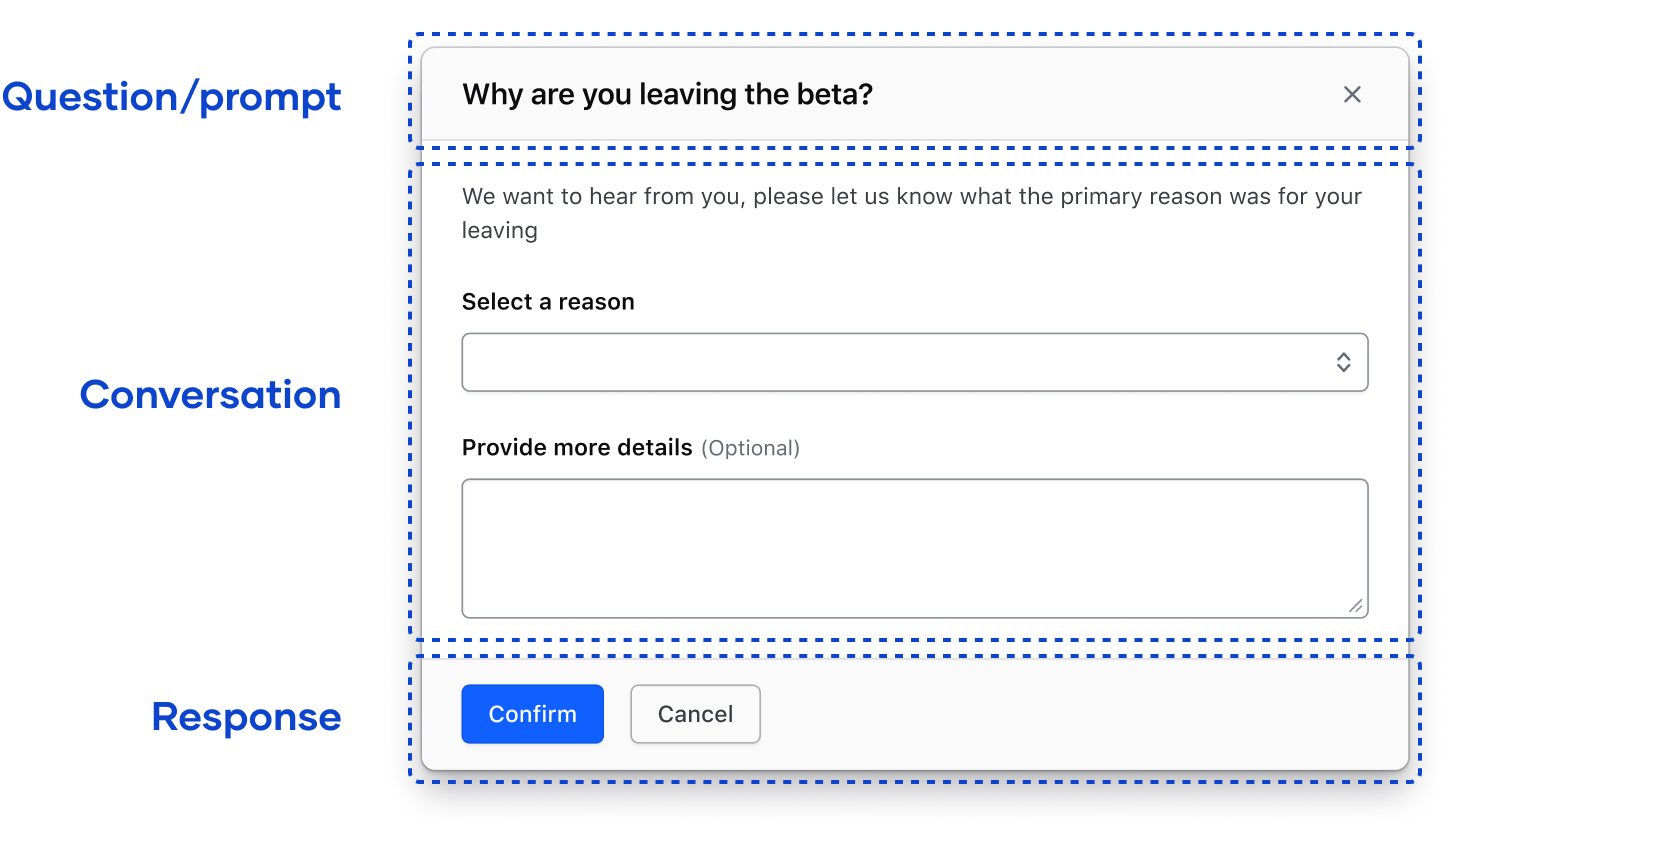 Question/prompt
Why are you leaving the beta?
Conversation
We want to hear from you, please let us know what the primary reason was for your
leaving
Select a reason
Provide more details (Optional)
Response
Confirm
Cancel